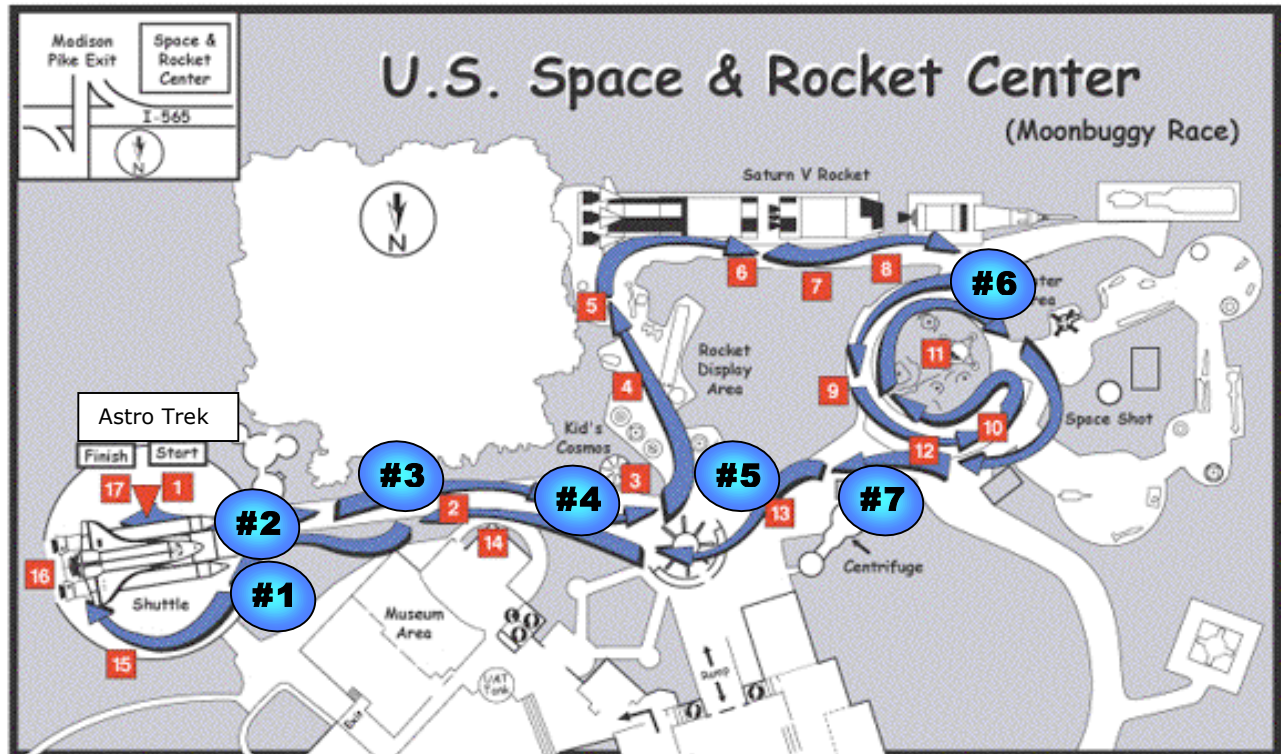 Madison
Pike Exit
Space &
Rocket
Center
I-565
N
U.S. Space & Rocket Center
(Moonbuggy Race)
N
Saturn V Rocket
6
7
8
#6
5
11
Rocket
Display
Area
4
9
10
Space Shot
Astro Trek
Finish
Start
Kid's
Cosmos
12
17
1
#3
3
#5
#2
2
#4
13
#7
14
Centrifuge
16
#1
Shuttle
Museum
Area
15
Ramp
Tank
Exit